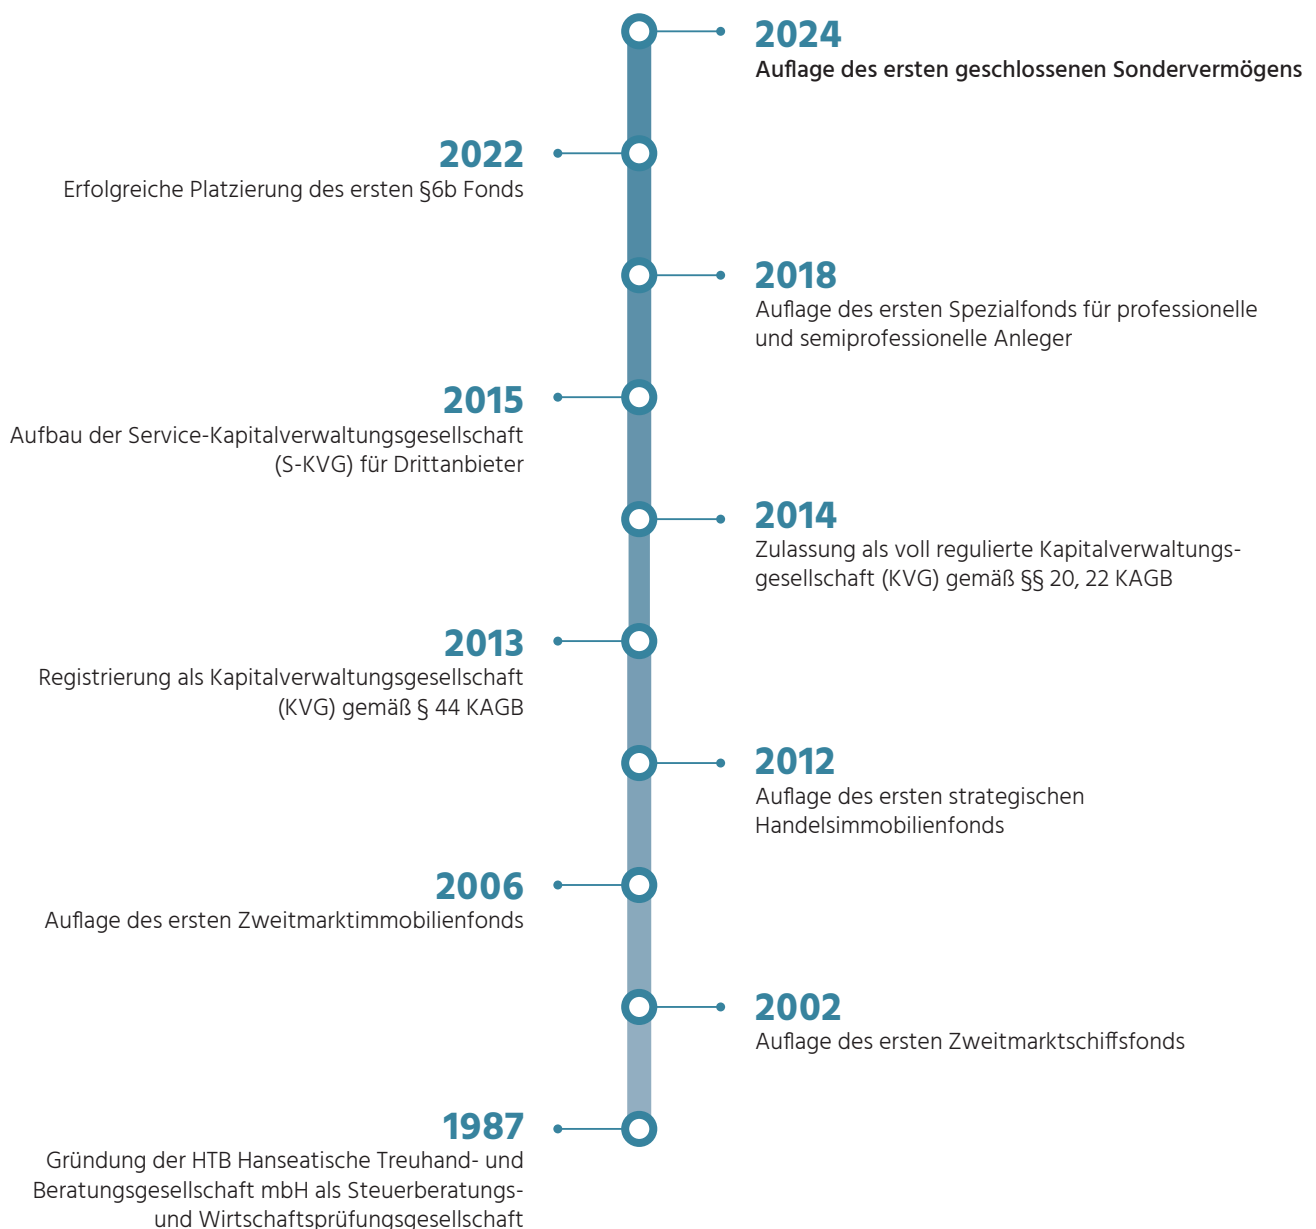 2024
Auflage des ersten geschlossenen Sondervermögens
2022
Erfolgreiche Platzierung des ersten §6b Fonds
2018
Auflage des ersten Spezialfonds für professionelle
und semiprofessionelle Anleger
2015
Aufbau der Service-Kapitalverwaltungsgesellschaft
(S-KVG) für Drittanbieter
2014
Zulassung als voll regulierte Kapitalverwaltungs-
gesellschaft (KVG) gemäß §§ 20, 22 KAGB
2013
Registrierung als Kapitalverwaltungsgesellschaft
(KVG) gemäß § 44 KAGB
2012
Auflage des ersten strategischen
Handelsimmobilienfonds
2006
Auflage des ersten Zweitmarktimmobilienfonds
2002
Auflage des ersten Zweitmarktschiffsfonds
1987
Gründung der HTB Hanseatische Treuhand- und
Beratungsgesellschaft mbH als Steuerberatungs-
und Wirtschaftsprüfungsgesellschaft